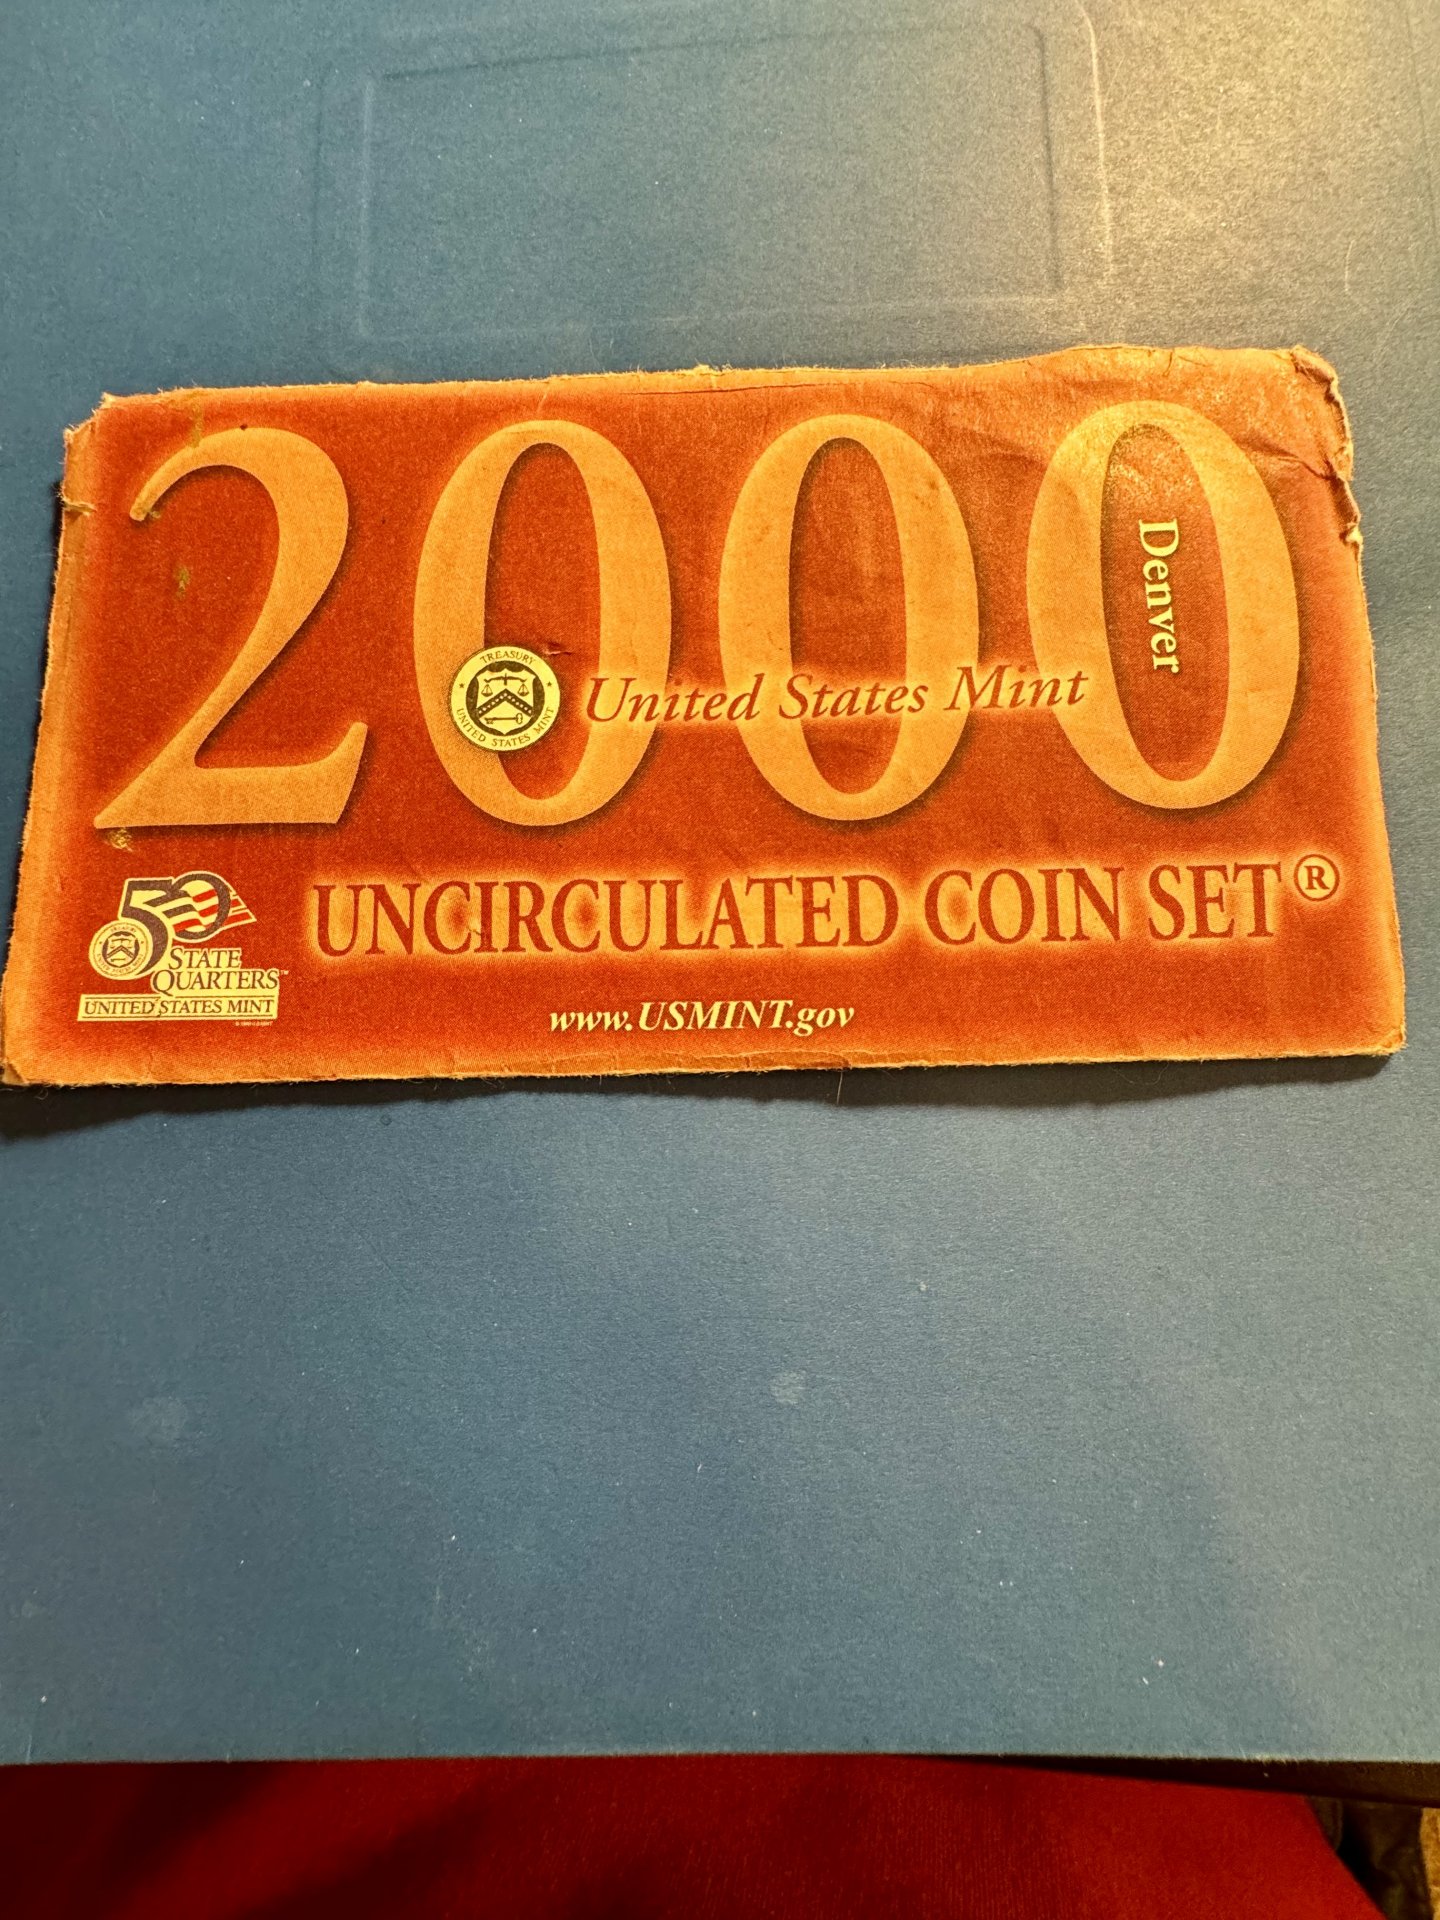 2000
Denver
TREASURY
UNITED STATES MINT
United States Mint
50
STATE
QUARTERS™
UNITED STATES MINT
UNCIRCULATED COIN SET®
www.USMINT.gov